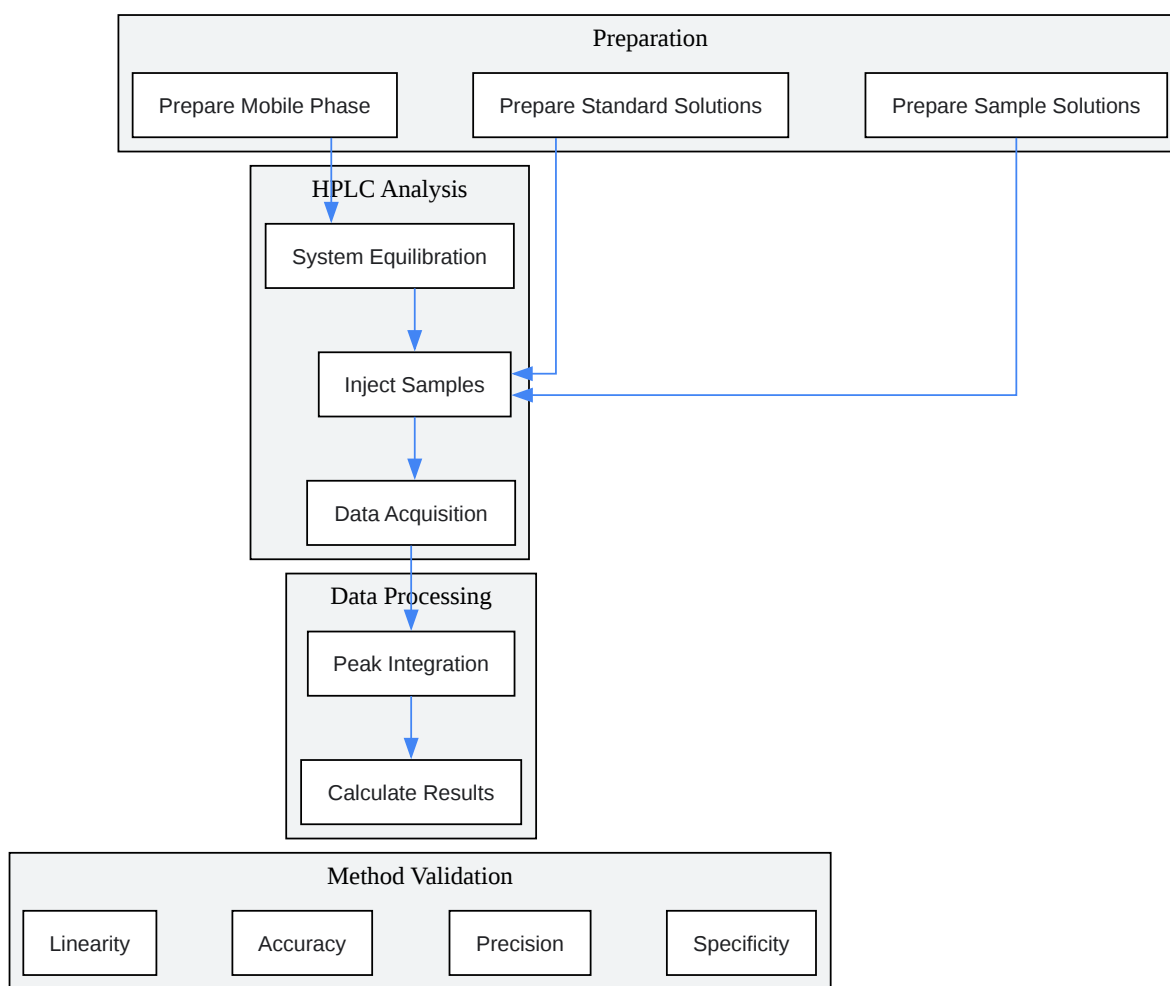 Preparation
Prepare Mobile Phase
Prepare Standard Solutions
Prepare Sample Solutions
HPLC Analysis
System Equilibration
Inject Samples
Data Acquisition
Data Processing
Peak Integration
Calculate Results
Method Validation
Linearity
Accuracy
Precision
Specificity